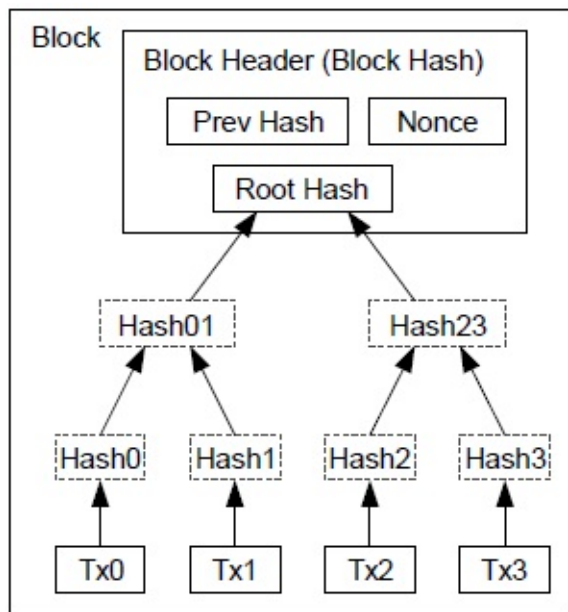 Block
Block Header (Block Hash)
Prev Hash
Nonce
Root Hash
Hash01
Hash23
Hash0
Hash1
Hash2
Hash3
Tx0
Tx1
Tx2
Tx3